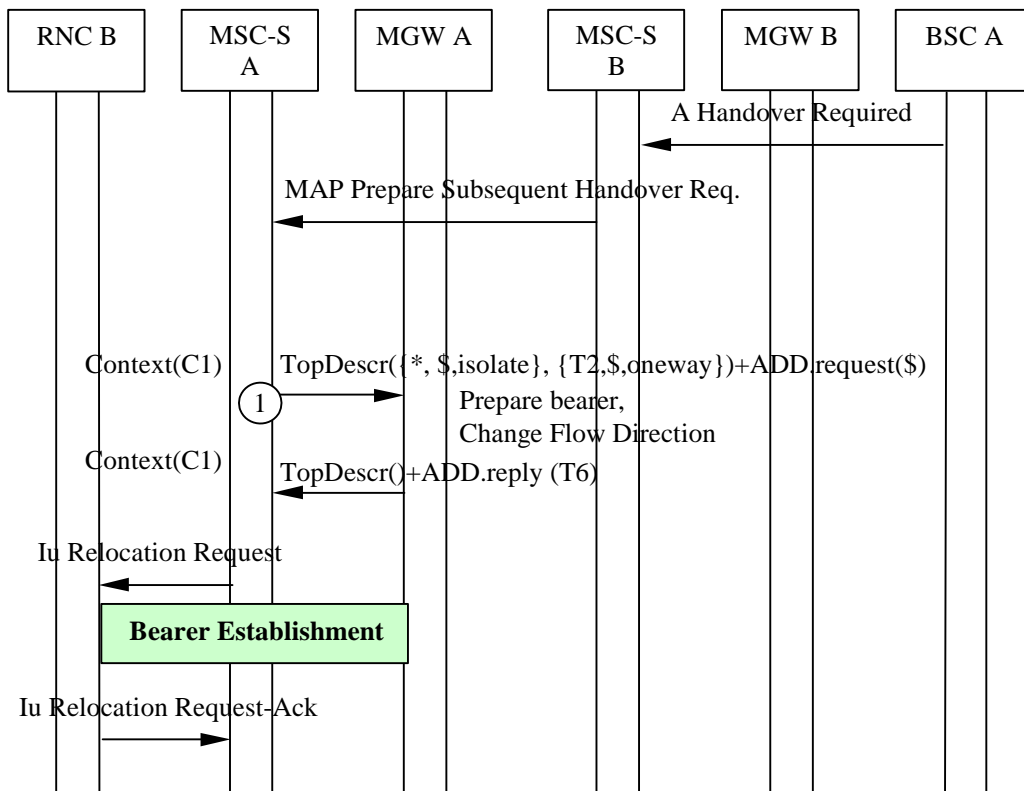 RNC B
MSC-S
A
MGW A
MSC-S
B
MGW B
BSC A
A Handover Required
MAP Prepare Subsequent Handover Req.
Context(C1)
TopDescr({*, $,isolate}, {T2,$,oneway})+ADD.request($)
1
Prepare bearer,
Change Flow Direction
Context(C1)
TopDescr()+ADD.reply (T6)
Iu Relocation Request
Bearer Establishment
Iu Relocation Request-Ack